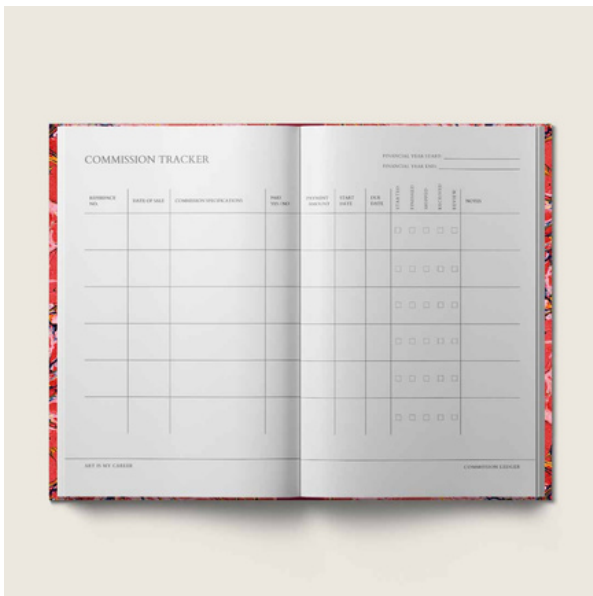 COMMISSION TRACKER
FINANCIAL YEAR START:
FINANCIAL YEAR END:
REFERENCE
NO.
DATE OF SALE
COMMISSION SPECIFICATIONS
PAID
YES / NO
PAYMENT
AMOUNT
START
DATE
DUE
DATE
STARTED
FINISHED
SHIPPED
RECEIVED
REVIEW
NOTES
ART IS MY CAREER
COMMISSION LEDGER